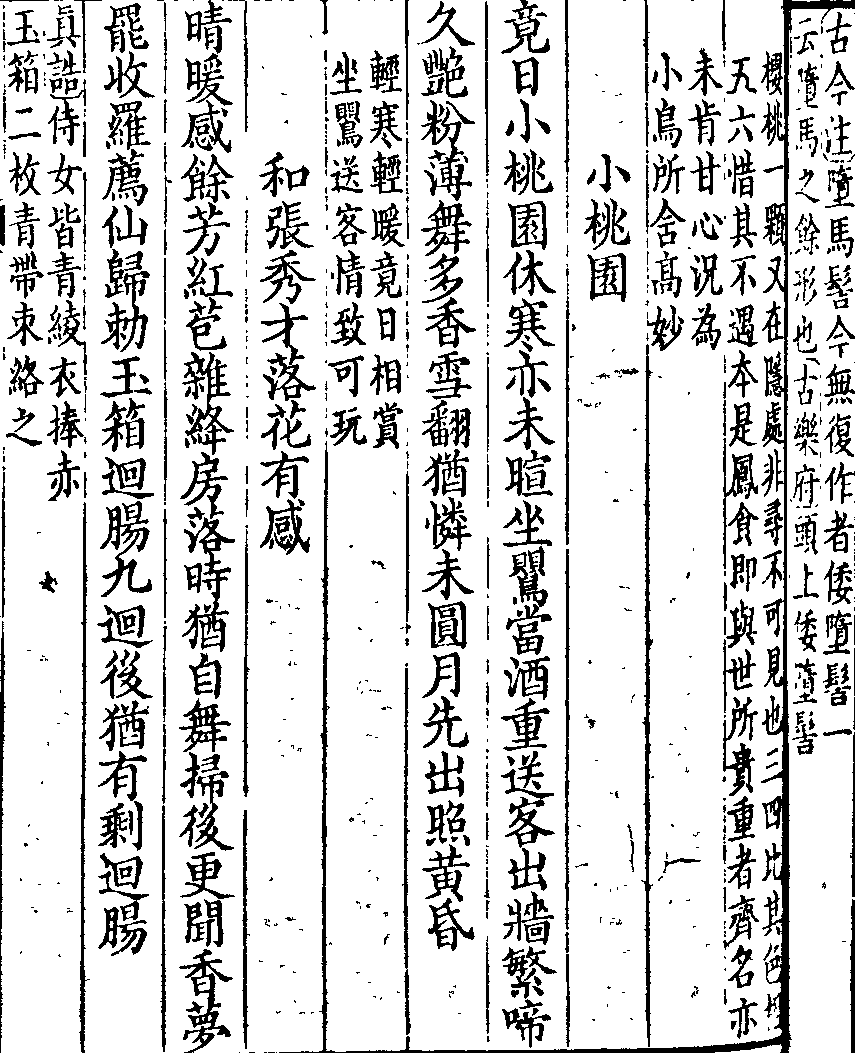 古今注墮馬髻今無復作者倭墮髻一
云墮馬之餘形也古樂府頭上倭墮髻
櫻桃一顆又在隱處非尋不可見也三四比其色
五六惜其不遇本是鳳食即與世所貴重者齊名亦
未肯甘心況為
小鳥所含高妙
小桃園
竟日小桃園休寒亦未暄坐鸎當酒重送客出牆繁啼
久艷粉薄舞多香雪翻猶憐未圓月先出照黃昏
輕寒輕暖竟日相賞
坐鸎送客情致可玩
和張秀才落花有感
晴暖感餘芳紅苞雜絳房落時猶自舞掃後更聞香夢
罷收羅薦仙歸勅玉箱迴腸九迴後猶有剩迴腸
真誥侍女皆青綾衣捧赤
玉箱二枚青帶束絡之